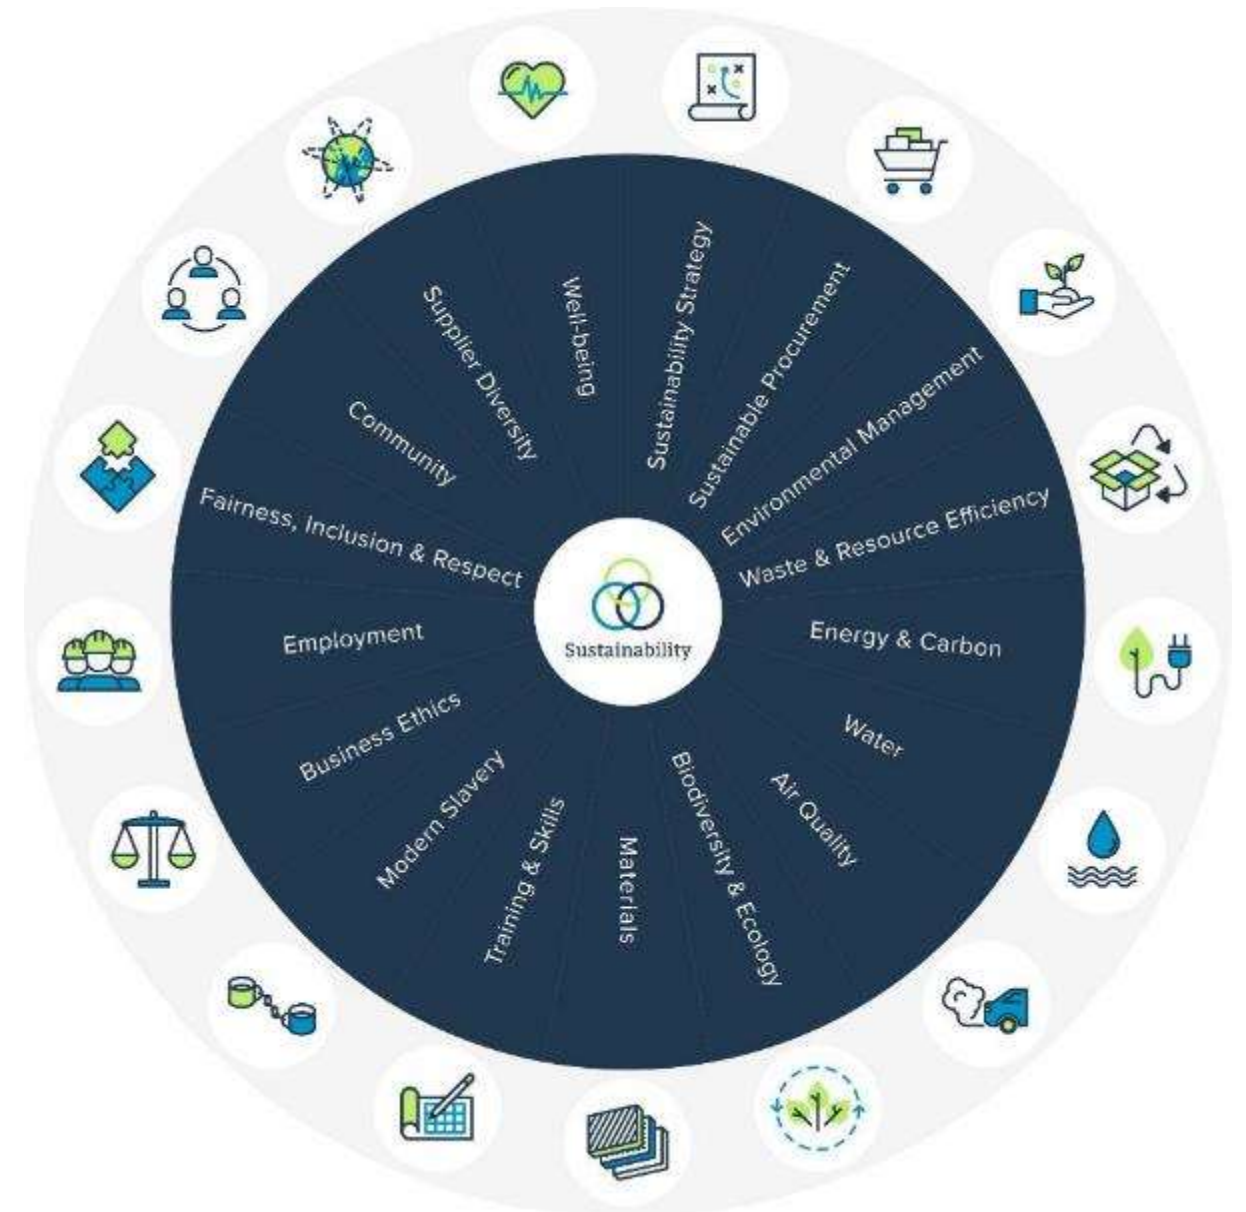 Sustainability Strategy
Sustainable Procurement
Environmental Management
Waste & Resource Efficiency
Energy & Carbon
Water
Air Quality
Biodiversity & Ecology
Materials
Training & Skills
Modern Slavery
Business Ethics
Employment
Fairness, Inclusion & Respect
Community
Supplier Diversity
Well-being
Sustainability